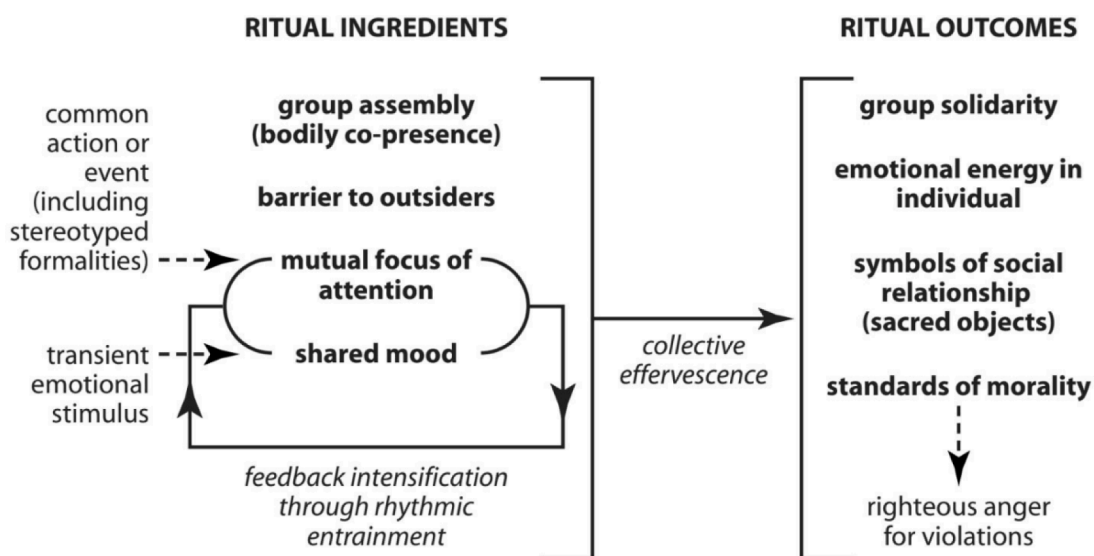 RITUAL INGREDIENTS
group assembly
(bodily co-presence)
barrier to outsiders
mutual focus of
attention
shared mood
common
action or
event
(including
stereotyped
formalities)
transient
emotional
stimulus
feedback intensification
through rhythmic
entrainment
collective
effervescence
RITUAL OUTCOMES
group solidarity
emotional energy in
individual
symbols of social
relationship
(sacred objects)
standards of morality
righteous anger
for violations